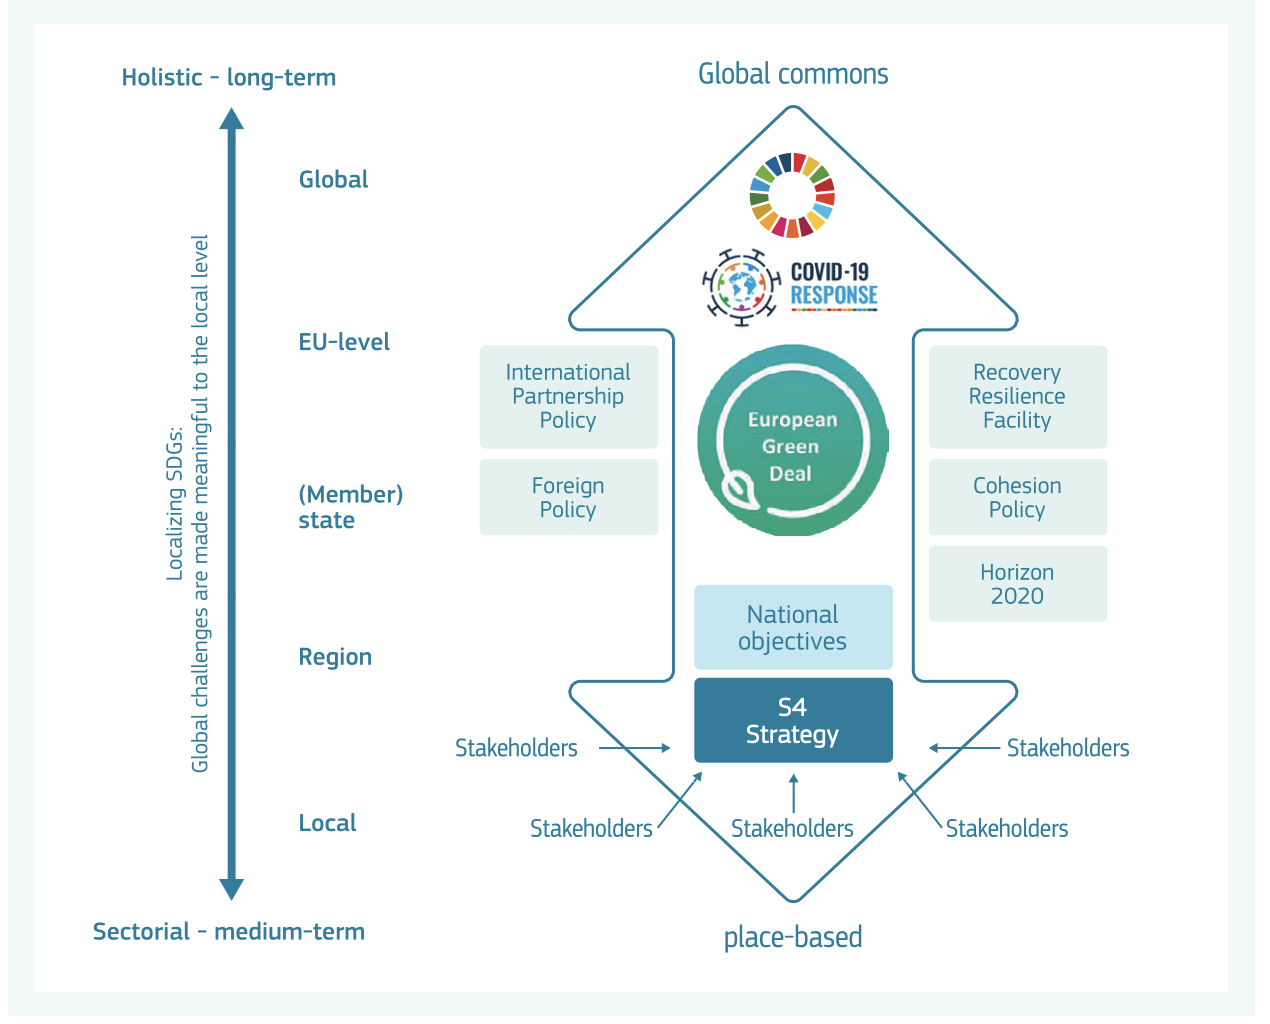 Holistic - long-term
Global commons
Global
COVID-19
RESPONSE
Localizing SDGs:
Global challenges are made meaningful to the local level
EU-level
International
Partnership
Policy
European
Green
Deal
Recovery
Resilience
Facility
(Member)
state
Foreign
Policy
Cohesion
Policy
Horizon
2020
National
objectives
Region
S4
Strategy
Stakeholders
Stakeholders
Local
Stakeholders
Stakeholders
Stakeholders
Sectorial - medium-term
place-based